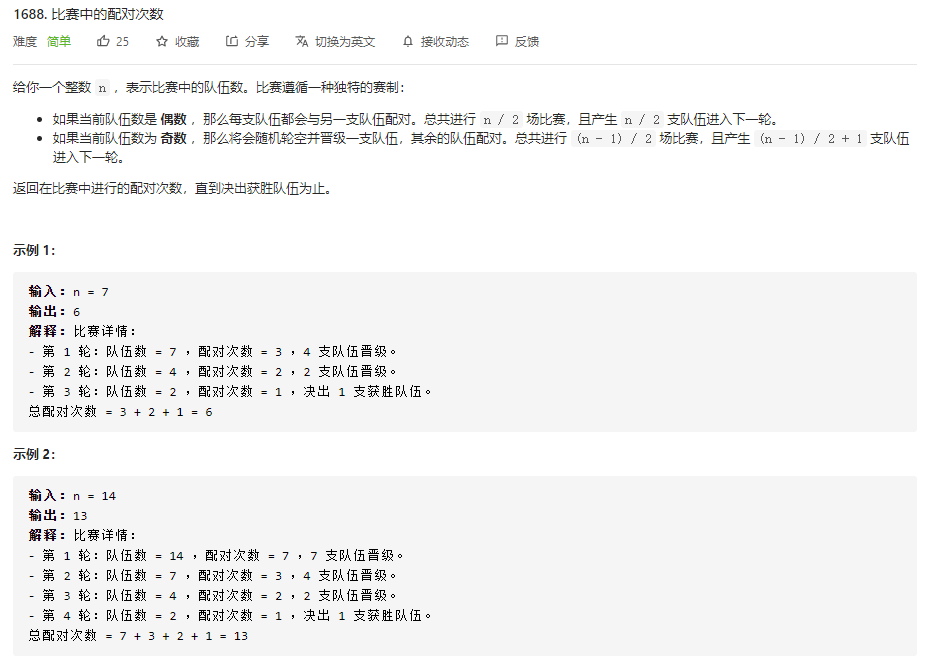 1688. 比赛中的配对次数
难度 简单 25 收藏 分享 切换为英文 接收动态 反馈
给你一个整数 n ，表示比赛中的队伍数。比赛遵循一种独特的赛制：
如果当前队伍数是 偶数 ，那么每支队伍都会与另一支队伍配对。总共进行 n / 2 场比赛，且产生 n / 2 支队伍进入下一轮。
如果当前队伍数为 奇数 ，那么将会随机轮空并晋级一支队伍，其余的队伍配对。总共进行 (n - 1) / 2 场比赛，且产生 (n - 1) / 2 + 1 支队伍
进入下一轮。
返回在比赛中进行的配对次数，直到决出获胜队伍为止。
示例 1：
输入：n = 7
输出：6
解释：比赛详情：
- 第 1 轮：队伍数 = 7 ，配对次数 = 3 ，4 支队伍晋级。
- 第 2 轮：队伍数 = 4 ，配对次数 = 2 ，2 支队伍晋级。
- 第 3 轮：队伍数 = 2 ，配对次数 = 1 ，决出 1 支获胜队伍。
总配对次数 = 3 + 2 + 1 = 6
示例 2：
输入：n = 14
输出：13
解释：比赛详情：
- 第 1 轮：队伍数 = 14 ，配对次数 = 7 ，7 支队伍晋级。
- 第 2 轮：队伍数 = 7 ，配对次数 = 3 ，4 支队伍晋级。
- 第 3 轮：队伍数 = 4 ，配对次数 = 2 ，2 支队伍晋级。
- 第 4 轮：队伍数 = 2 ，配对次数 = 1 ，决出 1 支获胜队伍。
总配对次数 = 7 + 3 + 2 + 1 = 13